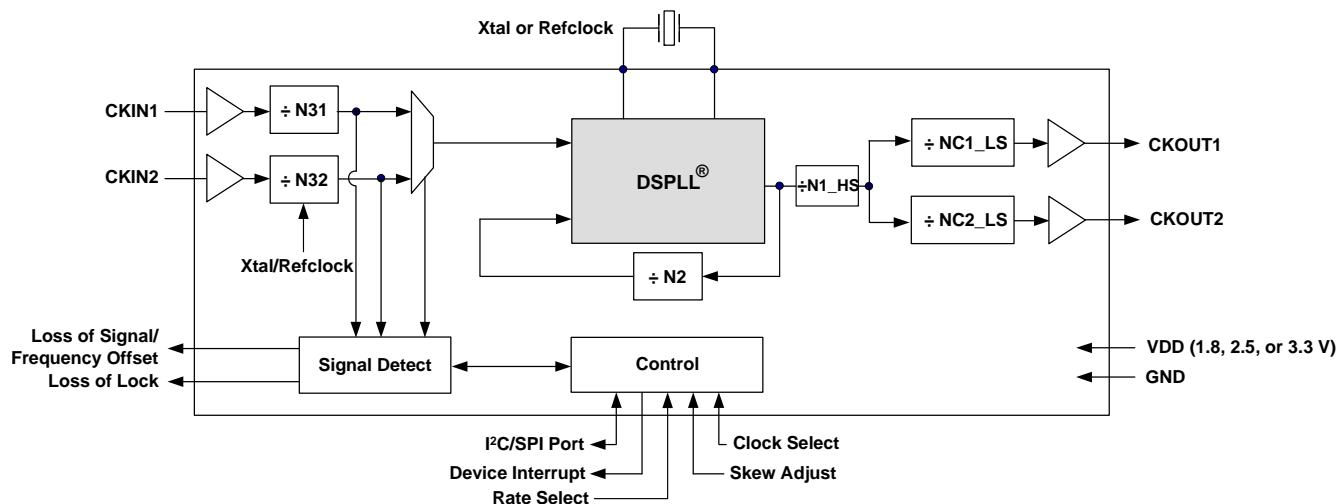 Xtal or Refclock
CKIN1
÷ N31
CKIN2
÷ N32
Xtal/Refclock
DSPLL®
÷N1_HS
÷ NC1_LS
CKOUT1
÷ NC2_LS
CKOUT2
÷ N2
Loss of Signal/
Frequency Offset
Loss of Lock
Signal Detect
Control
VDD (1.8, 2.5, or 3.3 V)
GND
I²C/SPI Port
Device Interrupt
Rate Select
Clock Select
Skew Adjust